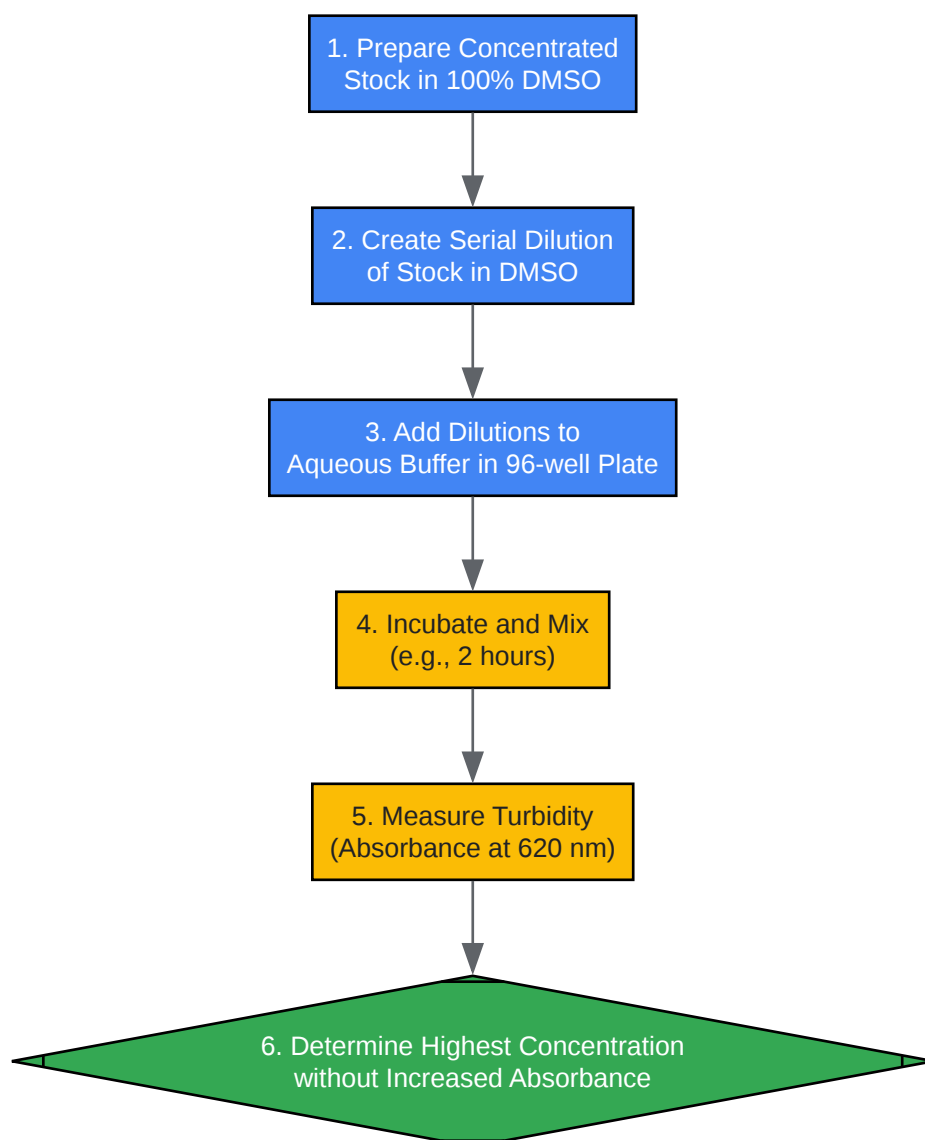 1. Prepare Concentrated
Stock in 100% DMSO
2. Create Serial Dilution
of Stock in DMSO
3. Add Dilutions to
Aqueous Buffer in 96-well Plate
4. Incubate and Mix
(e.g., 2 hours)
5. Measure Turbidity
(Absorbance at 620 nm)
6. Determine Highest Concentration
without Increased Absorbance